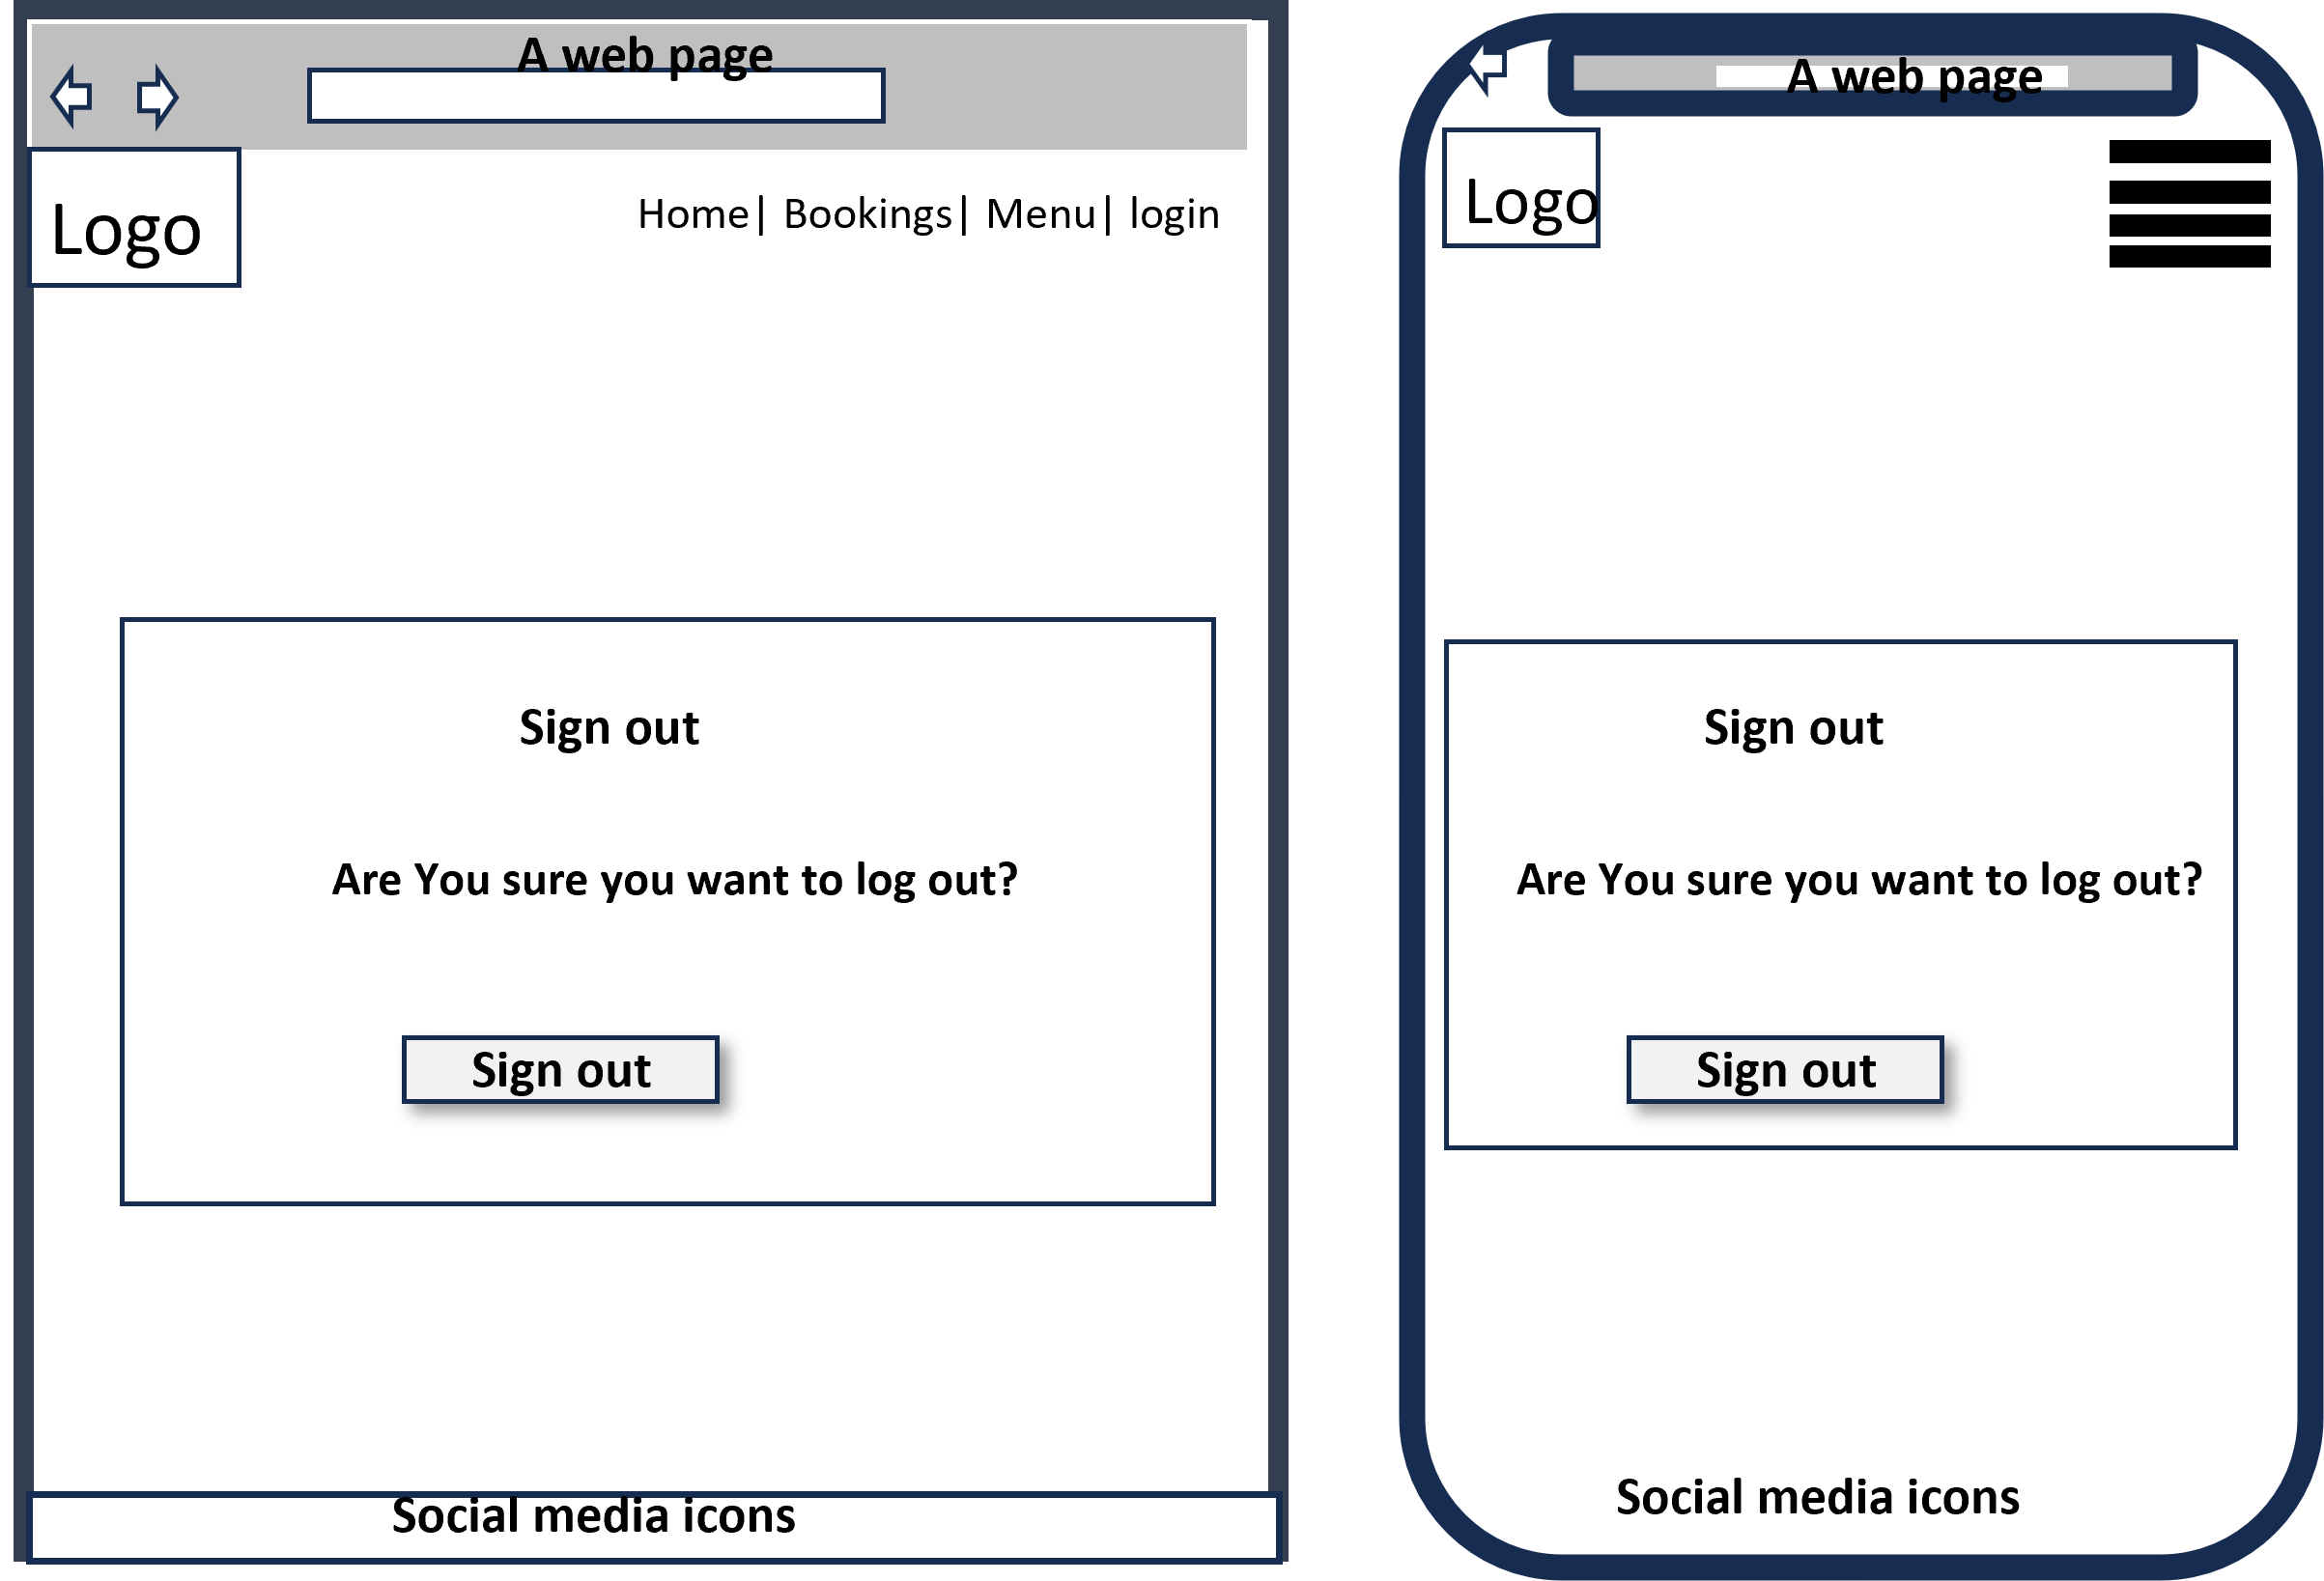 A web page
Logo
Home| Bookings| Menu| login
Sign out
Are You sure you want to log out?
Sign out
Social media icons
A web page
Logo
Sign out
Are You sure you want to log out?
Sign out
Social media icons